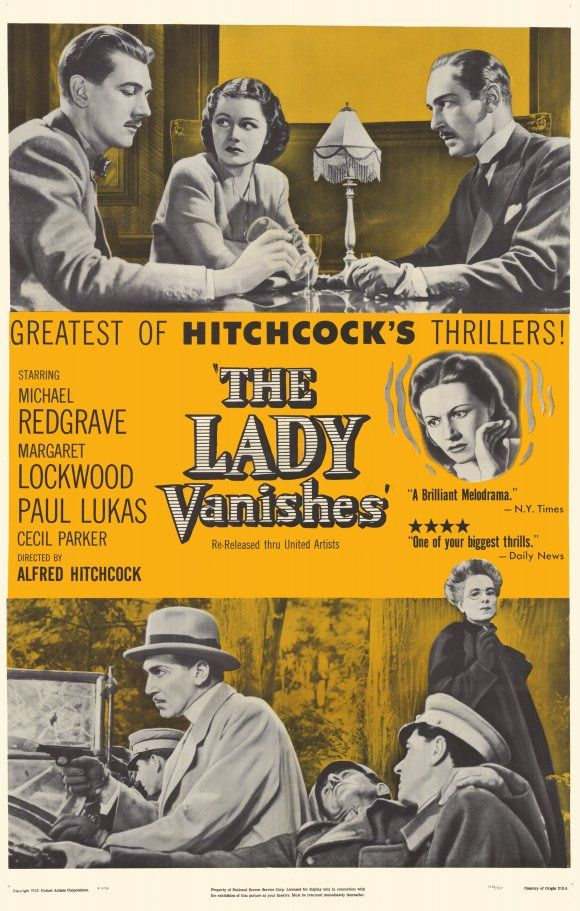 GREATEST OF HITCHCOCK'S THRILLERS!
STARRING
MICHAEL
REDGRAVE
MARGARET
LOCKWOOD
PAUL LUKAS
CECIL PARKER
DIRECTED BY
ALFRED HITCHCOCK
'THE
LADY
Vanishes'
Re-Released thru United Artists
"A Brilliant Melodrama."
— N.Y. Times
★★★★
"One of your biggest thrills."
— Daily News
Copyright 1952 United Artists Corporation.
Property of National Screen Service Corp. Licensed for display only in connection with
the exhibition of this picture at your theatre. Must be returned immediately thereafter.
Country of Origin U.S.A.